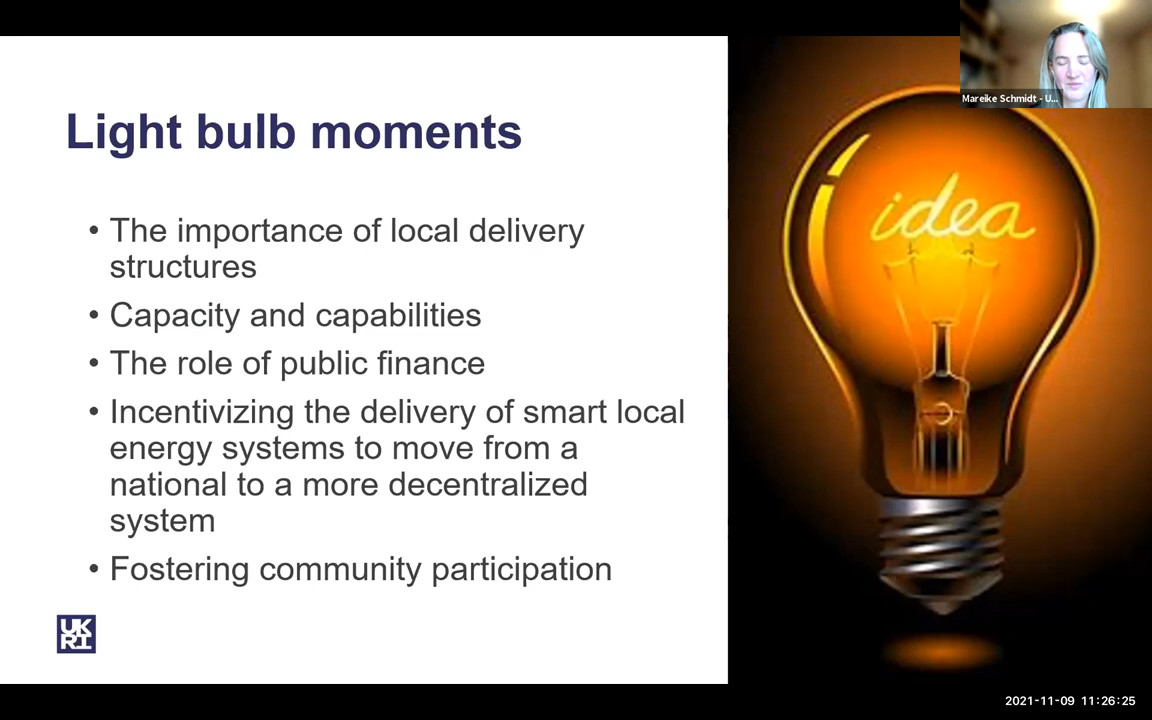 Mareike Schmidt - U...
Light bulb moments
• The importance of local delivery
structures
• Capacity and capabilities
• The role of public finance
• Incentivizing the delivery of smart local
energy systems to move from a
national to a more decentralized
system
• Fostering community participation
idea
UK
RI
2021-11-09 11:26:25